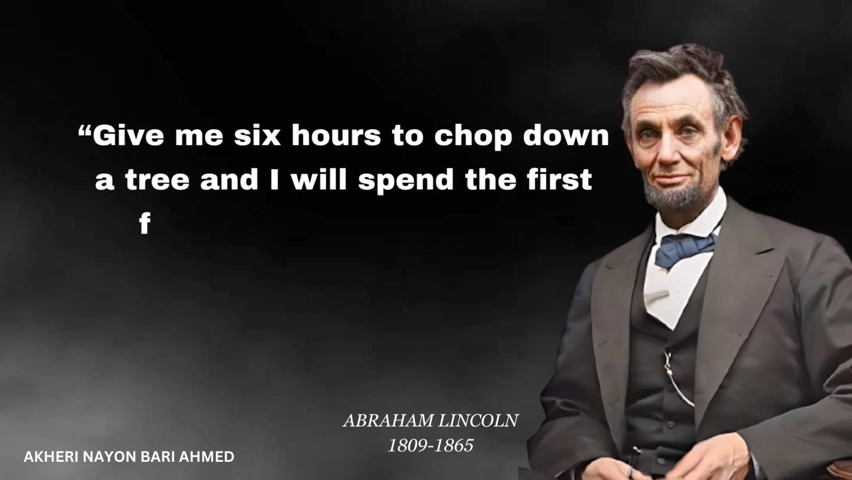 “Give me six hours to chop down
a tree and I will spend the first
f
ABRAHAM LINCOLN
1809-1865
AKHERI NAYON BARI AHMED